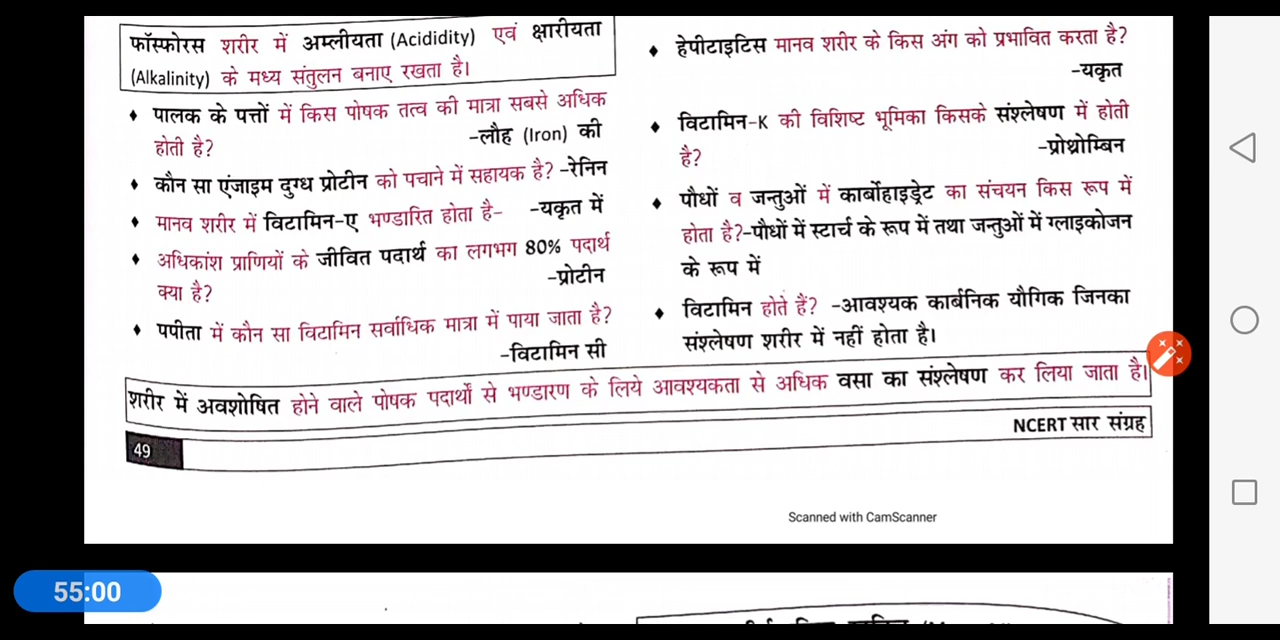 फॉस्फोरस शरीर में अम्लीयता (Acididity) एवं क्षारीयता
(Alkalinity) के मध्य संतुलन बनाए रखता है।
♦ पालक के पत्तों में किस पोषक तत्व की मात्रा सबसे अधिक
होती है? -लौह (Iron) की
♦ कौन सा एंजाइम दुग्ध प्रोटीन को पचाने में सहायक है? -रेनिन
♦ मानव शरीर में विटामिन-ए भण्डारित होता है- -यकृत में
♦ अधिकांश प्राणियों के जीवित पदार्थ का लगभग 80% पदार्थ
क्या है? -प्रोटीन
♦ पपीता में कौन सा विटामिन सर्वाधिक मात्रा में पाया जाता है?
-विटामिन सी
♦ हेपीटाइटिस मानव शरीर के किस अंग को प्रभावित करता है?
-यकृत
♦ विटामिन-K की विशिष्ट भूमिका किसके संश्लेषण में होती
है? -प्रोथ्रोम्बिन
♦ पौधों व जन्तुओं में कार्बोहाइड्रेट का संचयन किस रूप में
होता है?-पौधों में स्टार्च के रूप में तथा जन्तुओं में ग्लाइकोजन
के रूप में
♦ विटामिन होते हैं? -आवश्यक कार्बनिक यौगिक जिनका
संश्लेषण शरीर में नहीं होता है।
शरीर में अवशोषित होने वाले पोषक पदार्थों से भण्डारण के लिये आवश्यकता से अधिक वसा का संश्लेषण कर लिया जाता है।
NCERT सार संग्रह
49
Scanned with CamScanner
55:00